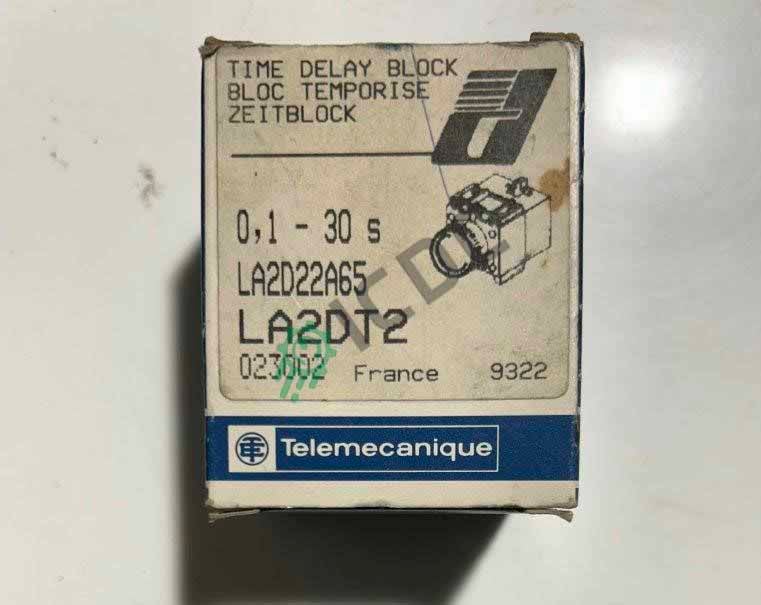 TIME DELAY BLOCK
BLOC TEMPORISE
ZEITBLOCK
0,1 - 30 s
LA2D22A65
LA2DT2
023002 France 9322
Telemecanique